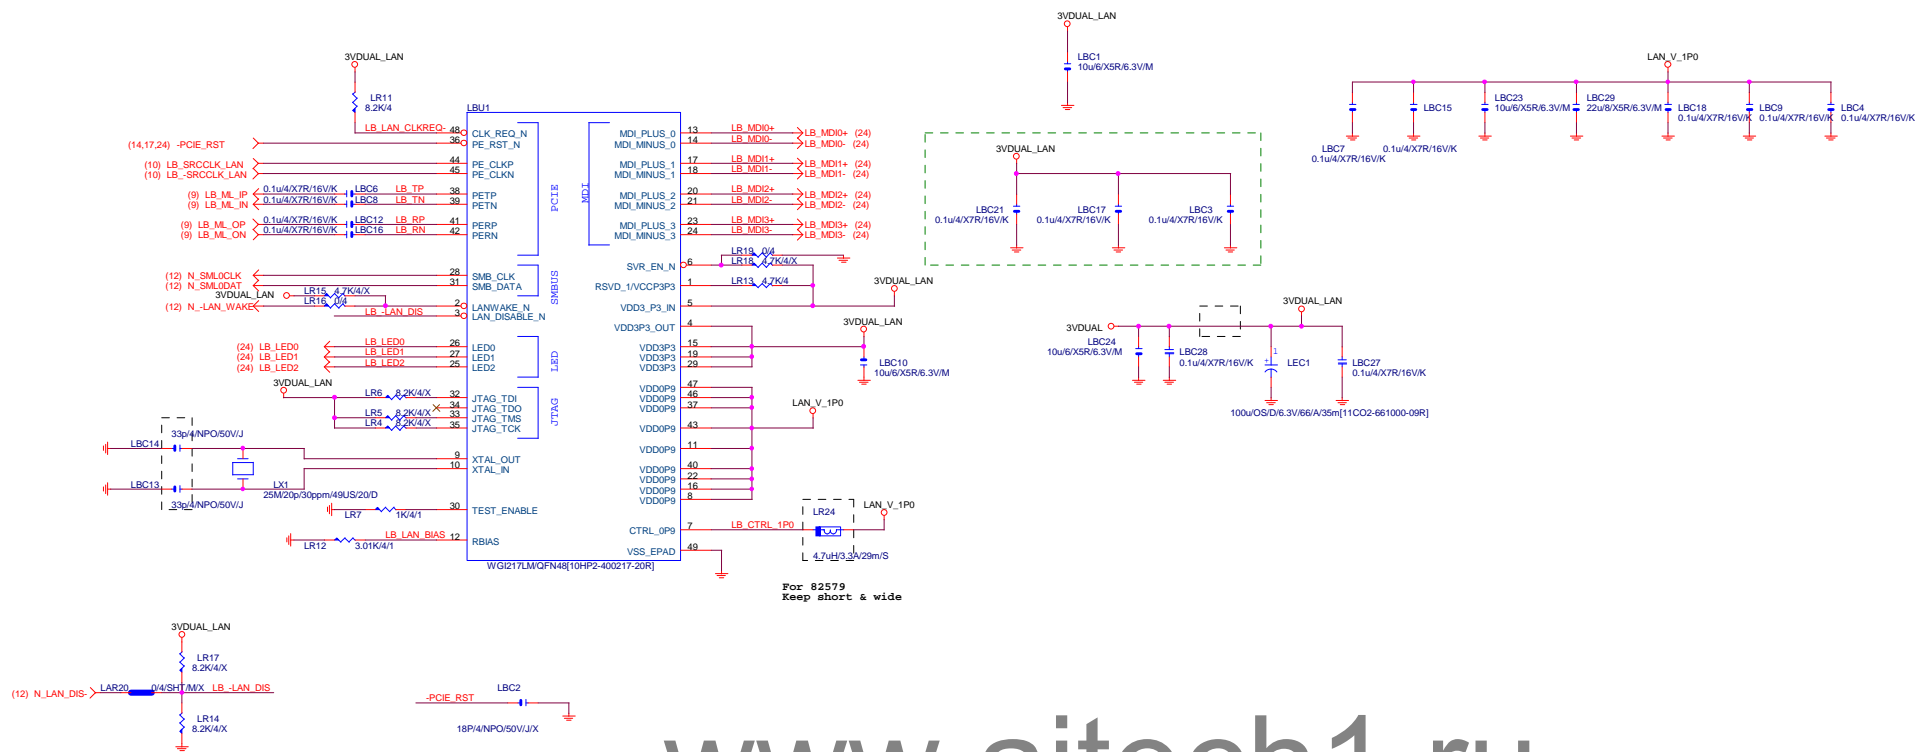 3VDUAL_LAN
LBC1
10u/6/X5R/6.3V/M
3VDUAL_LAN
LR11
8.2K/4
LB_LAN_CLKREQ-
LAN_V_1P0
LBC7
0.1u/4/X7R/16V/K
LBC15
0.1u/4/X7R/16V/K
LBC23
10u/6/X5R/6.3V/M
LBC29
22u/8/X5R/6.3V/M
LBC18
0.1u/4/X7R/16V/K
LBC9
0.1u/4/X7R/16V/K
LBC4
0.1u/4/X7R/16V/K
LBU1
(14,17,24) -PCIE_RST
(10) LB_SRCCLK_LAN
(10) LB_-SRCCLK_LAN
(9) LB_ML_IP 0.1u/4/X7R/16V/K LBC6 LB_TP
(9) LB_ML_IN 0.1u/4/X7R/16V/K LBC8 LB_TN
(9) LB_ML_OP 0.1u/4/X7R/16V/K LBC12 LB_RP
(9) LB_ML_ON 0.1u/4/X7R/16V/K LBC16 LB_RN
(12) N_SML0CLK
(12) N_SML0DAT
3VDUAL_LAN LR15 4.7K/4/X
(12) N_-LAN_WAKE LR16 0/4
LB_-LAN_DIS
(24) LB_LED0 LB_LED0
(24) LB_LED1 LB_LED1
(24) LB_LED2 LB_LED2
3VDUAL_LAN
LR6 8.2K/4/X
LR5 8.2K/4/X
LR4 8.2K/4/X
LBC14 33p/4/NPO/50V/J
LBC13 33p/4/NPO/50V/J
LX1
25M/20p/30ppm/49US/20/D
LR7 1K/4/1
LR12 3.01K/4/1 LB_LAN_BIAS
48 CLK_REQ_N
36 PE_RST_N
44 PE_CLKP
45 PE_CLKN
38 PETP
39 PETN
41 PERP
42 PERN
PCIE
28 SMB_CLK
31 SMB_DATA
SMBUS
2 LANWAKE_N
3 LAN_DISABLE_N
26 LED0
27 LED1
25 LED2
LED
32 JTAG_TDI
34 JTAG_TDO
33 JTAG_TMS
35 JTAG_TCK
JTAG
9 XTAL_OUT
10 XTAL_IN
30 TEST_ENABLE
12 RBIAS
MDI
MDI_PLUS_0 13 LB_MDI0+ LB_MDI0+ (24)
MDI_MINUS_0 14 LB_MDI0- LB_MDI0- (24)
MDI_PLUS_1 17 LB_MDI1+ LB_MDI1+ (24)
MDI_MINUS_1 18 LB_MDI1- LB_MDI1- (24)
MDI_PLUS_2 20 LB_MDI2+ LB_MDI2+ (24)
MDI_MINUS_2 21 LB_MDI2- LB_MDI2- (24)
MDI_PLUS_3 23 LB_MDI3+ LB_MDI3+ (24)
MDI_MINUS_3 24 LB_MDI3- LB_MDI3- (24)
LR19 0/4
SVR_EN_N 6 LR18 4.7K/4/X
RSVD_1/VCCP3P3 1 LR13 4.7K/4
VDD3_P3_IN 5
3VDUAL_LAN
VDD3P3_OUT 4
VDD3P3 15
VDD3P3 19
VDD3P3 29
3VDUAL_LAN
LBC10
10u/6/X5R/6.3V/M
VDD0P9 47
VDD0P9 46
VDD0P9 37
VDD0P9 43
VDD0P9 11
VDD0P9 40
VDD0P9 22
VDD0P9 16
VDD0P9 8
LAN_V_1P0
CTRL_0P9 7 LB_CTRL_1P0
VSS_EPAD 49
LR24
4.7uH/3.3A/29m/S
LAN_V_1P0
WGI217LM/QFN48[10HP2-400217-20R]
For 82579
Keep short & wide
3VDUAL_LAN
LBC21
0.1u/4/X7R/16V/K
LBC17
0.1u/4/X7R/16V/K
LBC3
0.1u/4/X7R/16V/K
3VDUAL
3VDUAL_LAN
LBC24
10u/6/X5R/6.3V/M
LBC28
0.1u/4/X7R/16V/K
1
+
LEC1
LBC27
0.1u/4/X7R/16V/K
100u/OS/D/6.3V/66/A/35m[11CO2-661000-09R]
3VDUAL_LAN
LR17
8.2K/4/X
(12) N_LAN_DIS- LAR20 0/4/SHT/M/X LB_-LAN_DIS
LR14
8.2K/4/X
-PCIE_RST
LBC2
18P/4/NPO/50V/J/X
www.sitech1.ru